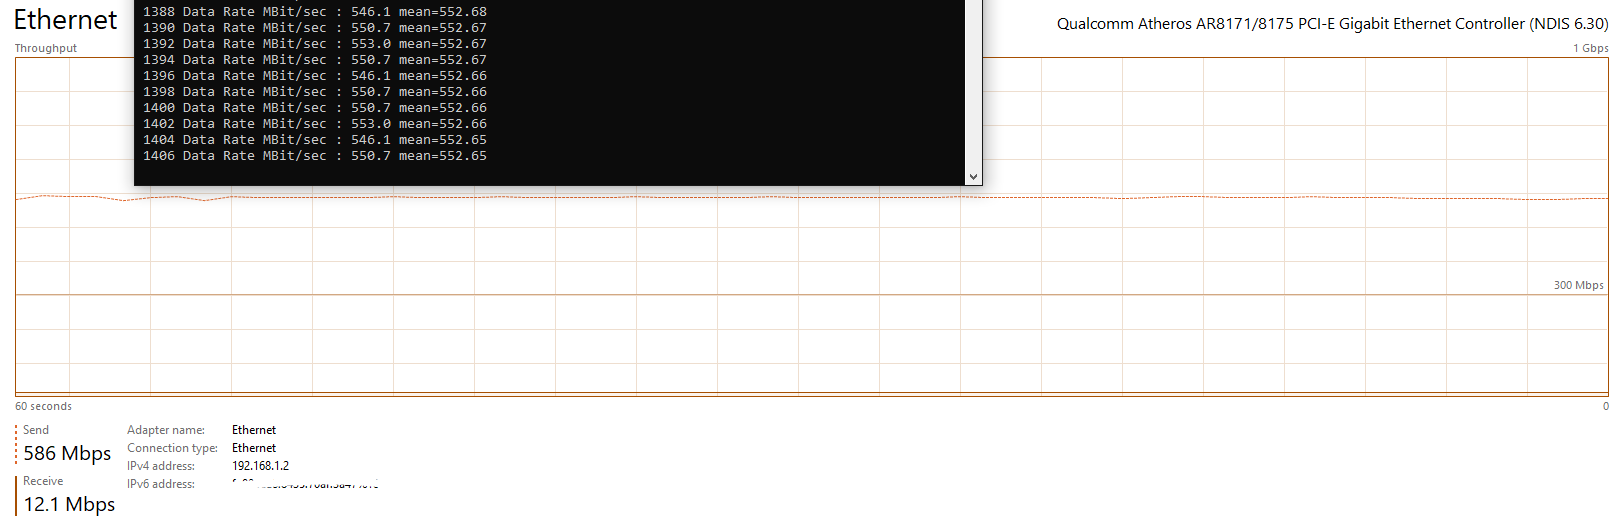 Ethernet
Qualcomm Atheros AR8171/8175 PCI-E Gigabit Ethernet Controller (NDIS 6.30)
Throughput
1 Gbps
1388 Data Rate MBit/sec : 546.1 mean=552.68
1390 Data Rate MBit/sec : 550.7 mean=552.67
1392 Data Rate MBit/sec : 553.0 mean=552.67
1394 Data Rate MBit/sec : 550.7 mean=552.67
1396 Data Rate MBit/sec : 546.1 mean=552.66
1398 Data Rate MBit/sec : 550.7 mean=552.66
1400 Data Rate MBit/sec : 550.7 mean=552.66
1402 Data Rate MBit/sec : 553.0 mean=552.66
1404 Data Rate MBit/sec : 546.1 mean=552.65
1406 Data Rate MBit/sec : 550.7 mean=552.65
300 Mbps
60 seconds
0
Send
586 Mbps
Receive
12.1 Mbps
Adapter name: Ethernet
Connection type: Ethernet
IPv4 address: 192.168.1.2
IPv6 address: